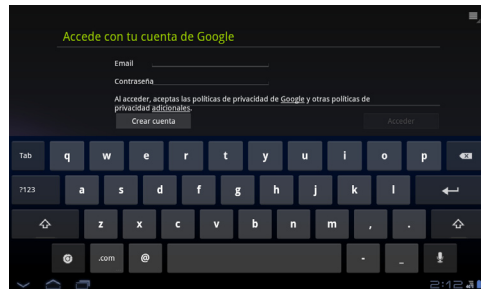 Accede con tu cuenta de Google
Email
Contraseña
Al acceder, aceptas las políticas de privacidad de Google y otras políticas de
privacidad adicionales.
Crear cuenta Acceder
Tab q w e r t y u i o p
?123 a s d f g h j k l
z x c v b n m , .
.com @ - _
2:12